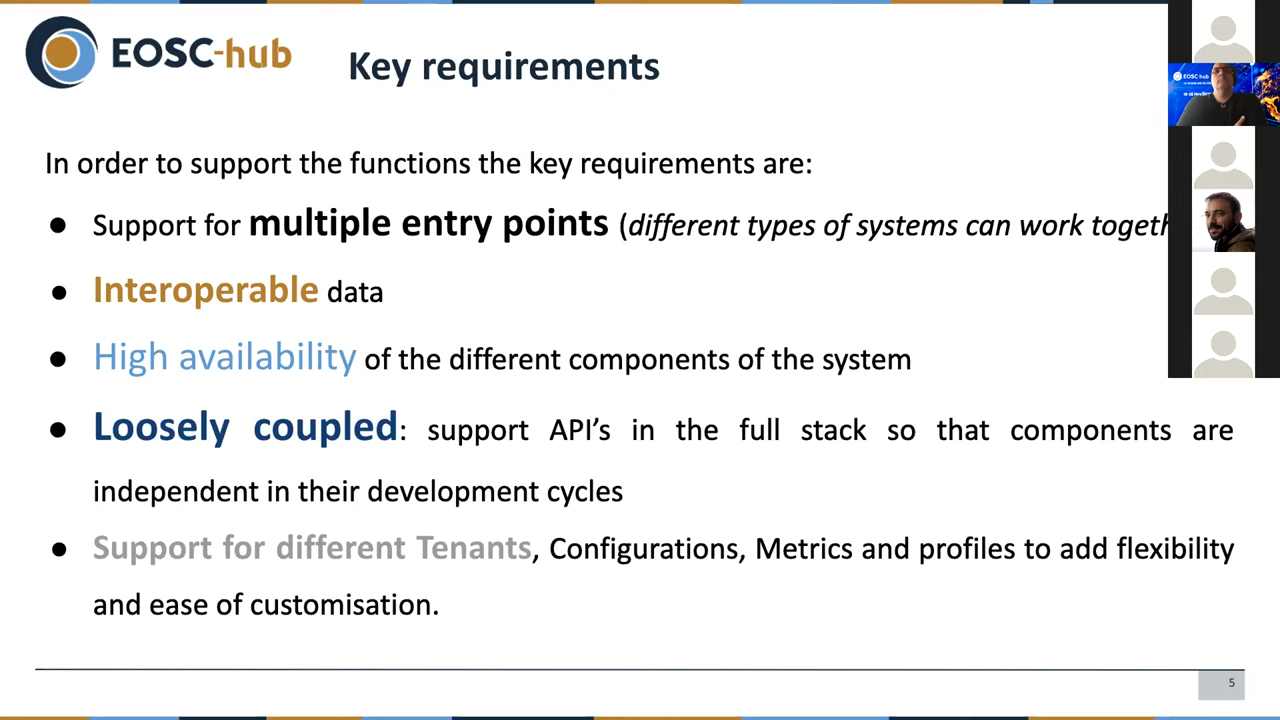 EOSC-hub
Key requirements
EOSC-hub
In order to support the functions the key requirements are:
● Support for multiple entry points (different types of systems can work togeth
● Interoperable data
● High availability of the different components of the system
● Loosely coupled: support API’s in the full stack so that components are
independent in their development cycles
● Support for different Tenants, Configurations, Metrics and profiles to add flexibility
and ease of customisation.
5